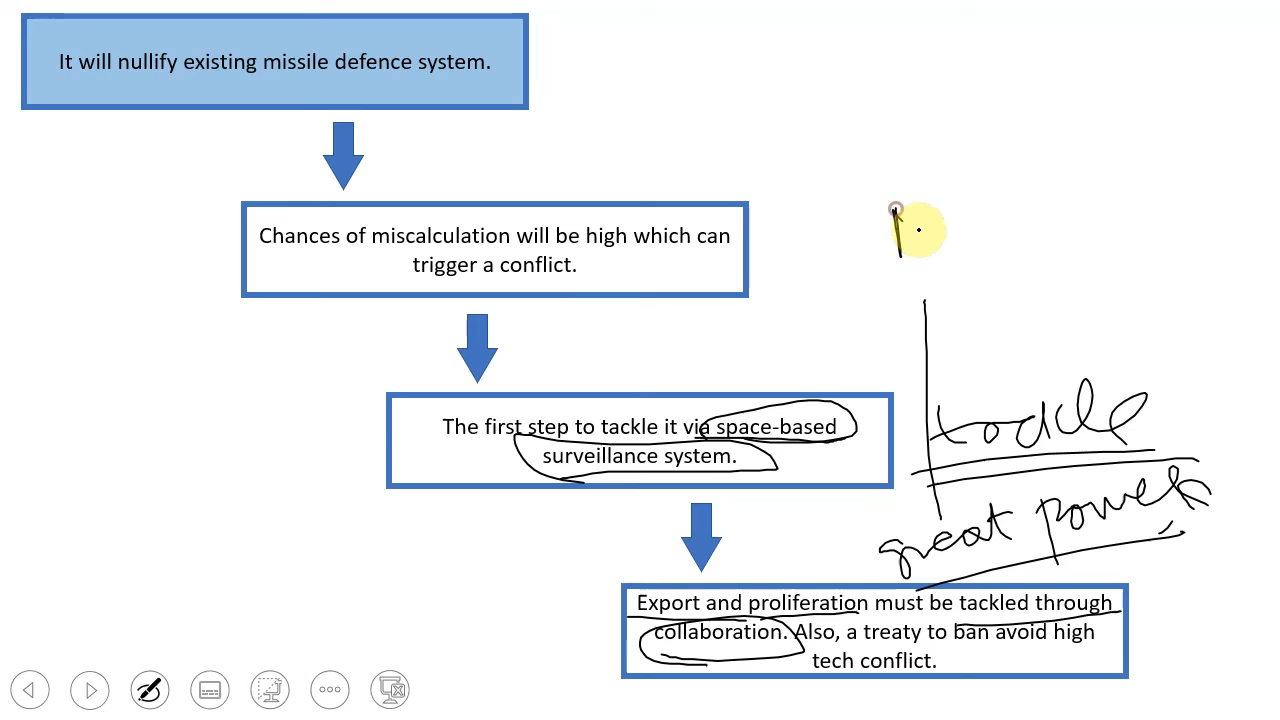 It will nullify existing missile defence system.
Chances of miscalculation will be high which can
trigger a conflict.
The first step to tackle it via space-based
surveillance system.
tackle
great power
Export and proliferation must be tackled through
collaboration. Also, a treaty to ban avoid high
tech conflict.